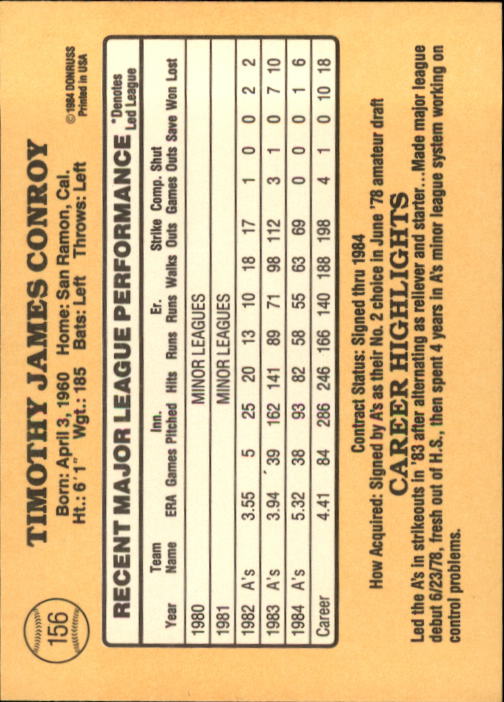 156
TIMOTHY JAMES CONROY
Born: April 3, 1960 Home: San Ramon, Cal.
Ht.: 6'1" Wgt.: 185 Bats: Left Throws: Left
© 1984 DONRUSS
Printed in USA
RECENT MAJOR LEAGUE PERFORMANCE *Denotes Led League
Year Team Name ERA Games Inn. Pitched Hits Runs Er. Runs Walks Strike Outs Comp. Games Shut Outs Save Won Lost
1980 MINOR LEAGUES
1981 MINOR LEAGUES
1982 A's 3.55 5 25 20 13 10 18 17 1 0 0 2 2
1983 A's 3.94 39 162 141 89 71 98 112 3 1 0 7 10
1984 A's 5.32 38 93 82 58 55 63 69 0 0 0 1 6
Career 4.41 84 286 246 166 140 188 198 4 1 0 10 18
Contract Status: Signed thru 1984
How Acquired: Signed by A's as their No. 2 choice in June '78 amateur draft
CAREER HIGHLIGHTS
Led the A's in strikeouts in '83 after alternating as reliever and starter...Made major league
debut 6/23/78, fresh out of H.S., then spent 4 years in A's minor league system working on
control problems.